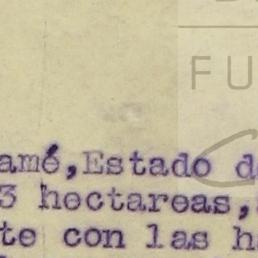 FU
amé, Estado d
3 hectareas,
te con las h